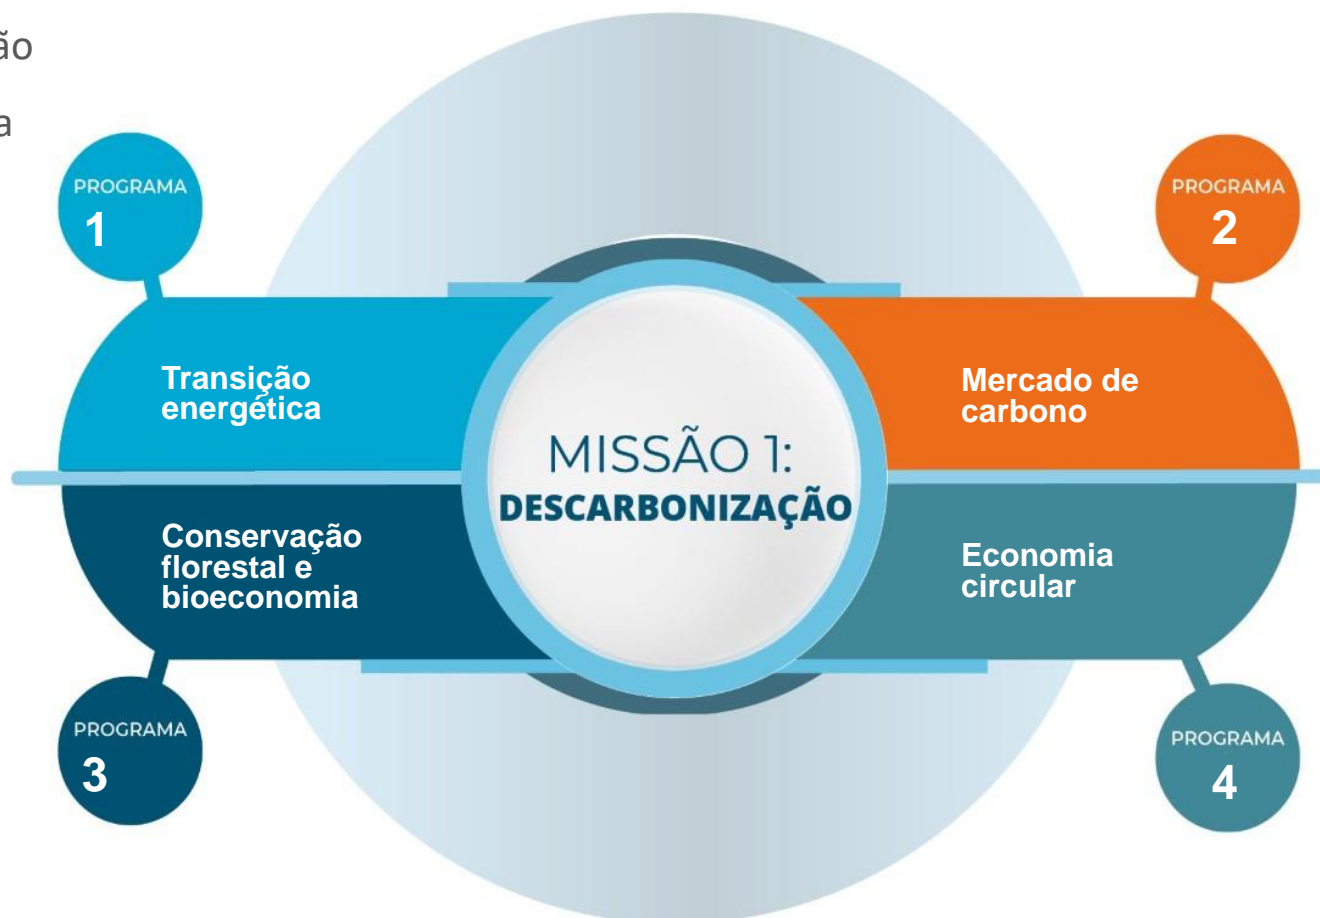 ão
a
PROGRAMA
1
Transição
energética
PROGRAMA
2
Mercado de
carbono
MISSÃO 1:
DESCARBONIZAÇÃO
Conservação
florestal e
bioeconomia
PROGRAMA
3
Economia
circular
PROGRAMA
4